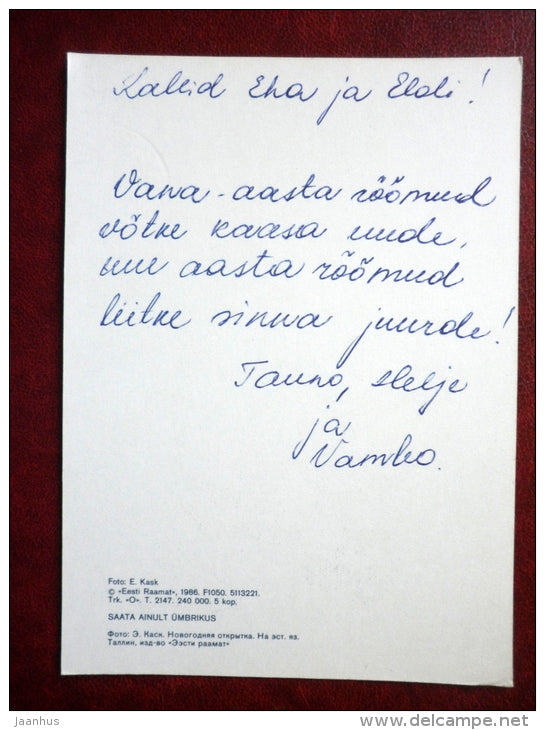 Kallid Eha ja Eldi!
Vana-aasta rõõmud
võtke kaasa uude,
uue aasta rõõmud
liitke sinna juurde!
Tauno, Helje
ja
Vambo.
Foto: E. Kask
© «Eesti Raamat», 1986. F1050. 5113221.
Trk. «O». T. 2147. 240 000. 5 kop.
SAATA AINULT ÜMBRIKUS
Фото: Э. Каск. Новогодняя открытка. На эст. яз.
Таллин, изд-во «Ээсти раамат»
jaanhus
www.delcampe.net